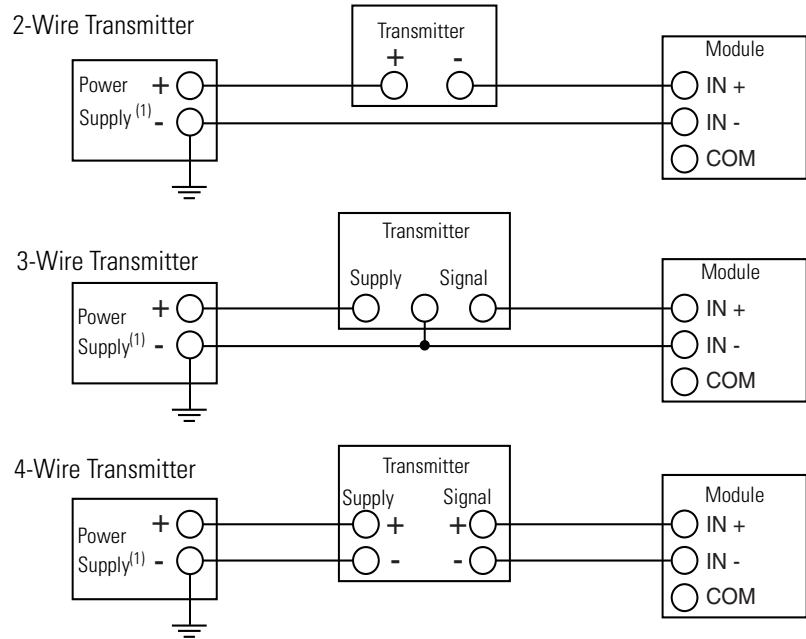 2-Wire Transmitter
Transmitter
+ -
Module
Power +
Supply (1) -
IN +
IN -
COM
3-Wire Transmitter
Transmitter
Supply Signal
Module
Power +
Supply(1) -
IN +
IN -
COM
4-Wire Transmitter
Transmitter
Supply Signal
Module
Power +
Supply(1) -
+ +
- -
IN +
IN -
COM